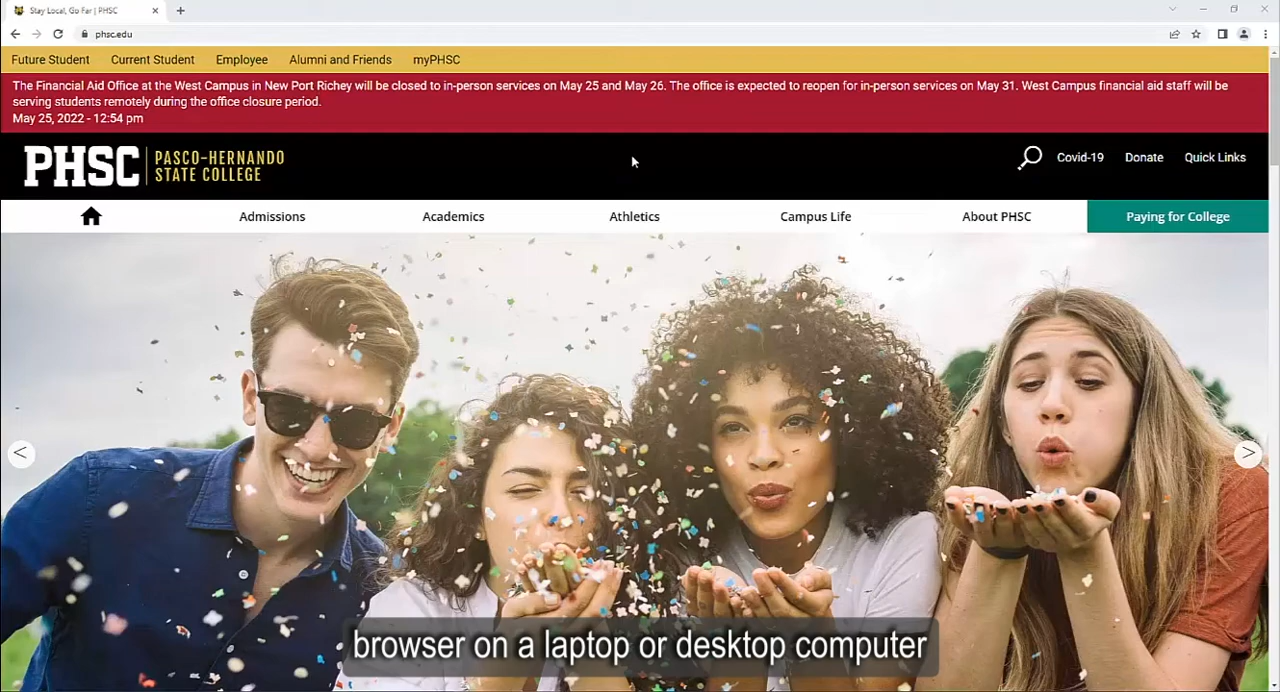 Stay Local, Go Far | PHSC
phsc.edu
Future Student Current Student Employee Alumni and Friends myPHSC
The Financial Aid Office at the West Campus in New Port Richey will be closed to in-person services on May 25 and May 26. The office is expected to reopen for in-person services on May 31. West Campus financial aid staff will be
serving students remotely during the office closure period.
May 25, 2022 - 12:54 pm
PHSC PASCO-HERNANDO
STATE COLLEGE
Covid-19 Donate Quick Links
Admissions Academics Athletics Campus Life About PHSC Paying for College
browser on a laptop or desktop computer